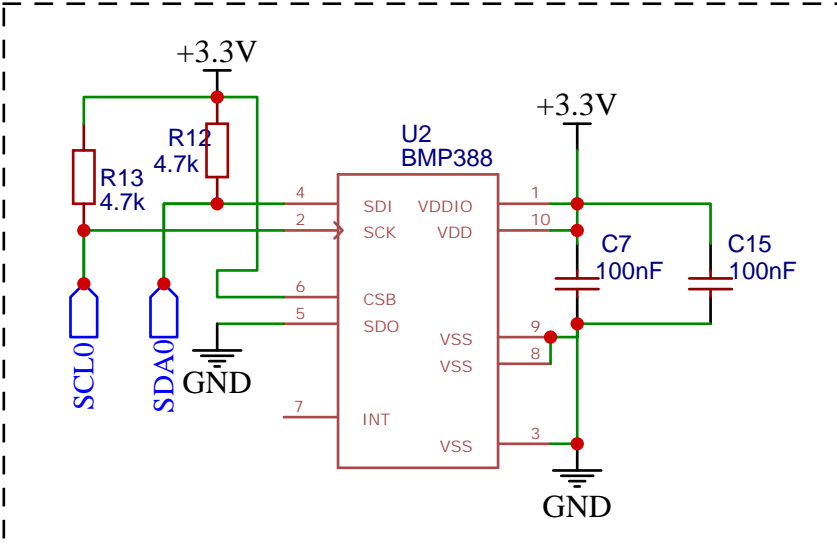 +3.3V
+3.3V
R12
4.7k
R13
4.7k
U2
BMP388
4
SDI
2
SCK
6
CSB
5
SDO
7
INT
VDDIO
1
VDD
10
VSS
9
VSS
8
VSS
3
C7
100nF
C15
100nF
SCL0
SDA0
GND
GND